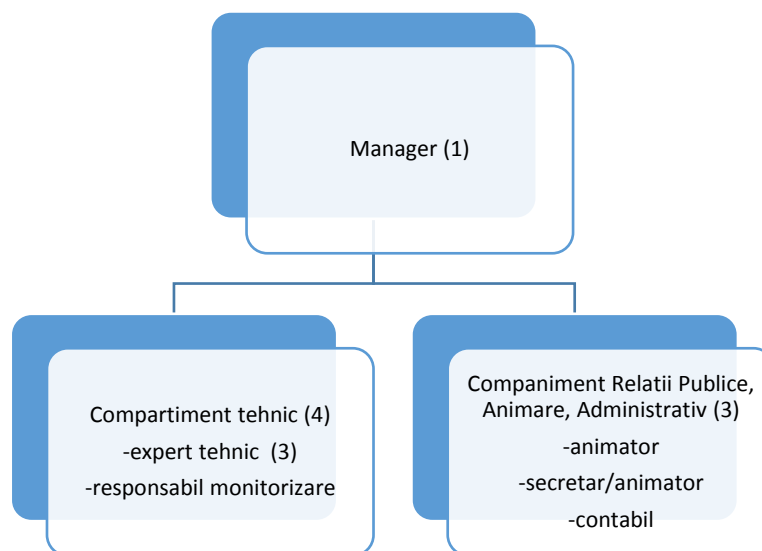 Manager (1)
Compartiment tehnic (4)
-expert tehnic (3)
-responsabil monitorizare
Companiment Relatii Publice,
Animare, Administrativ (3)
-animator
-secretar/animator
-contabil